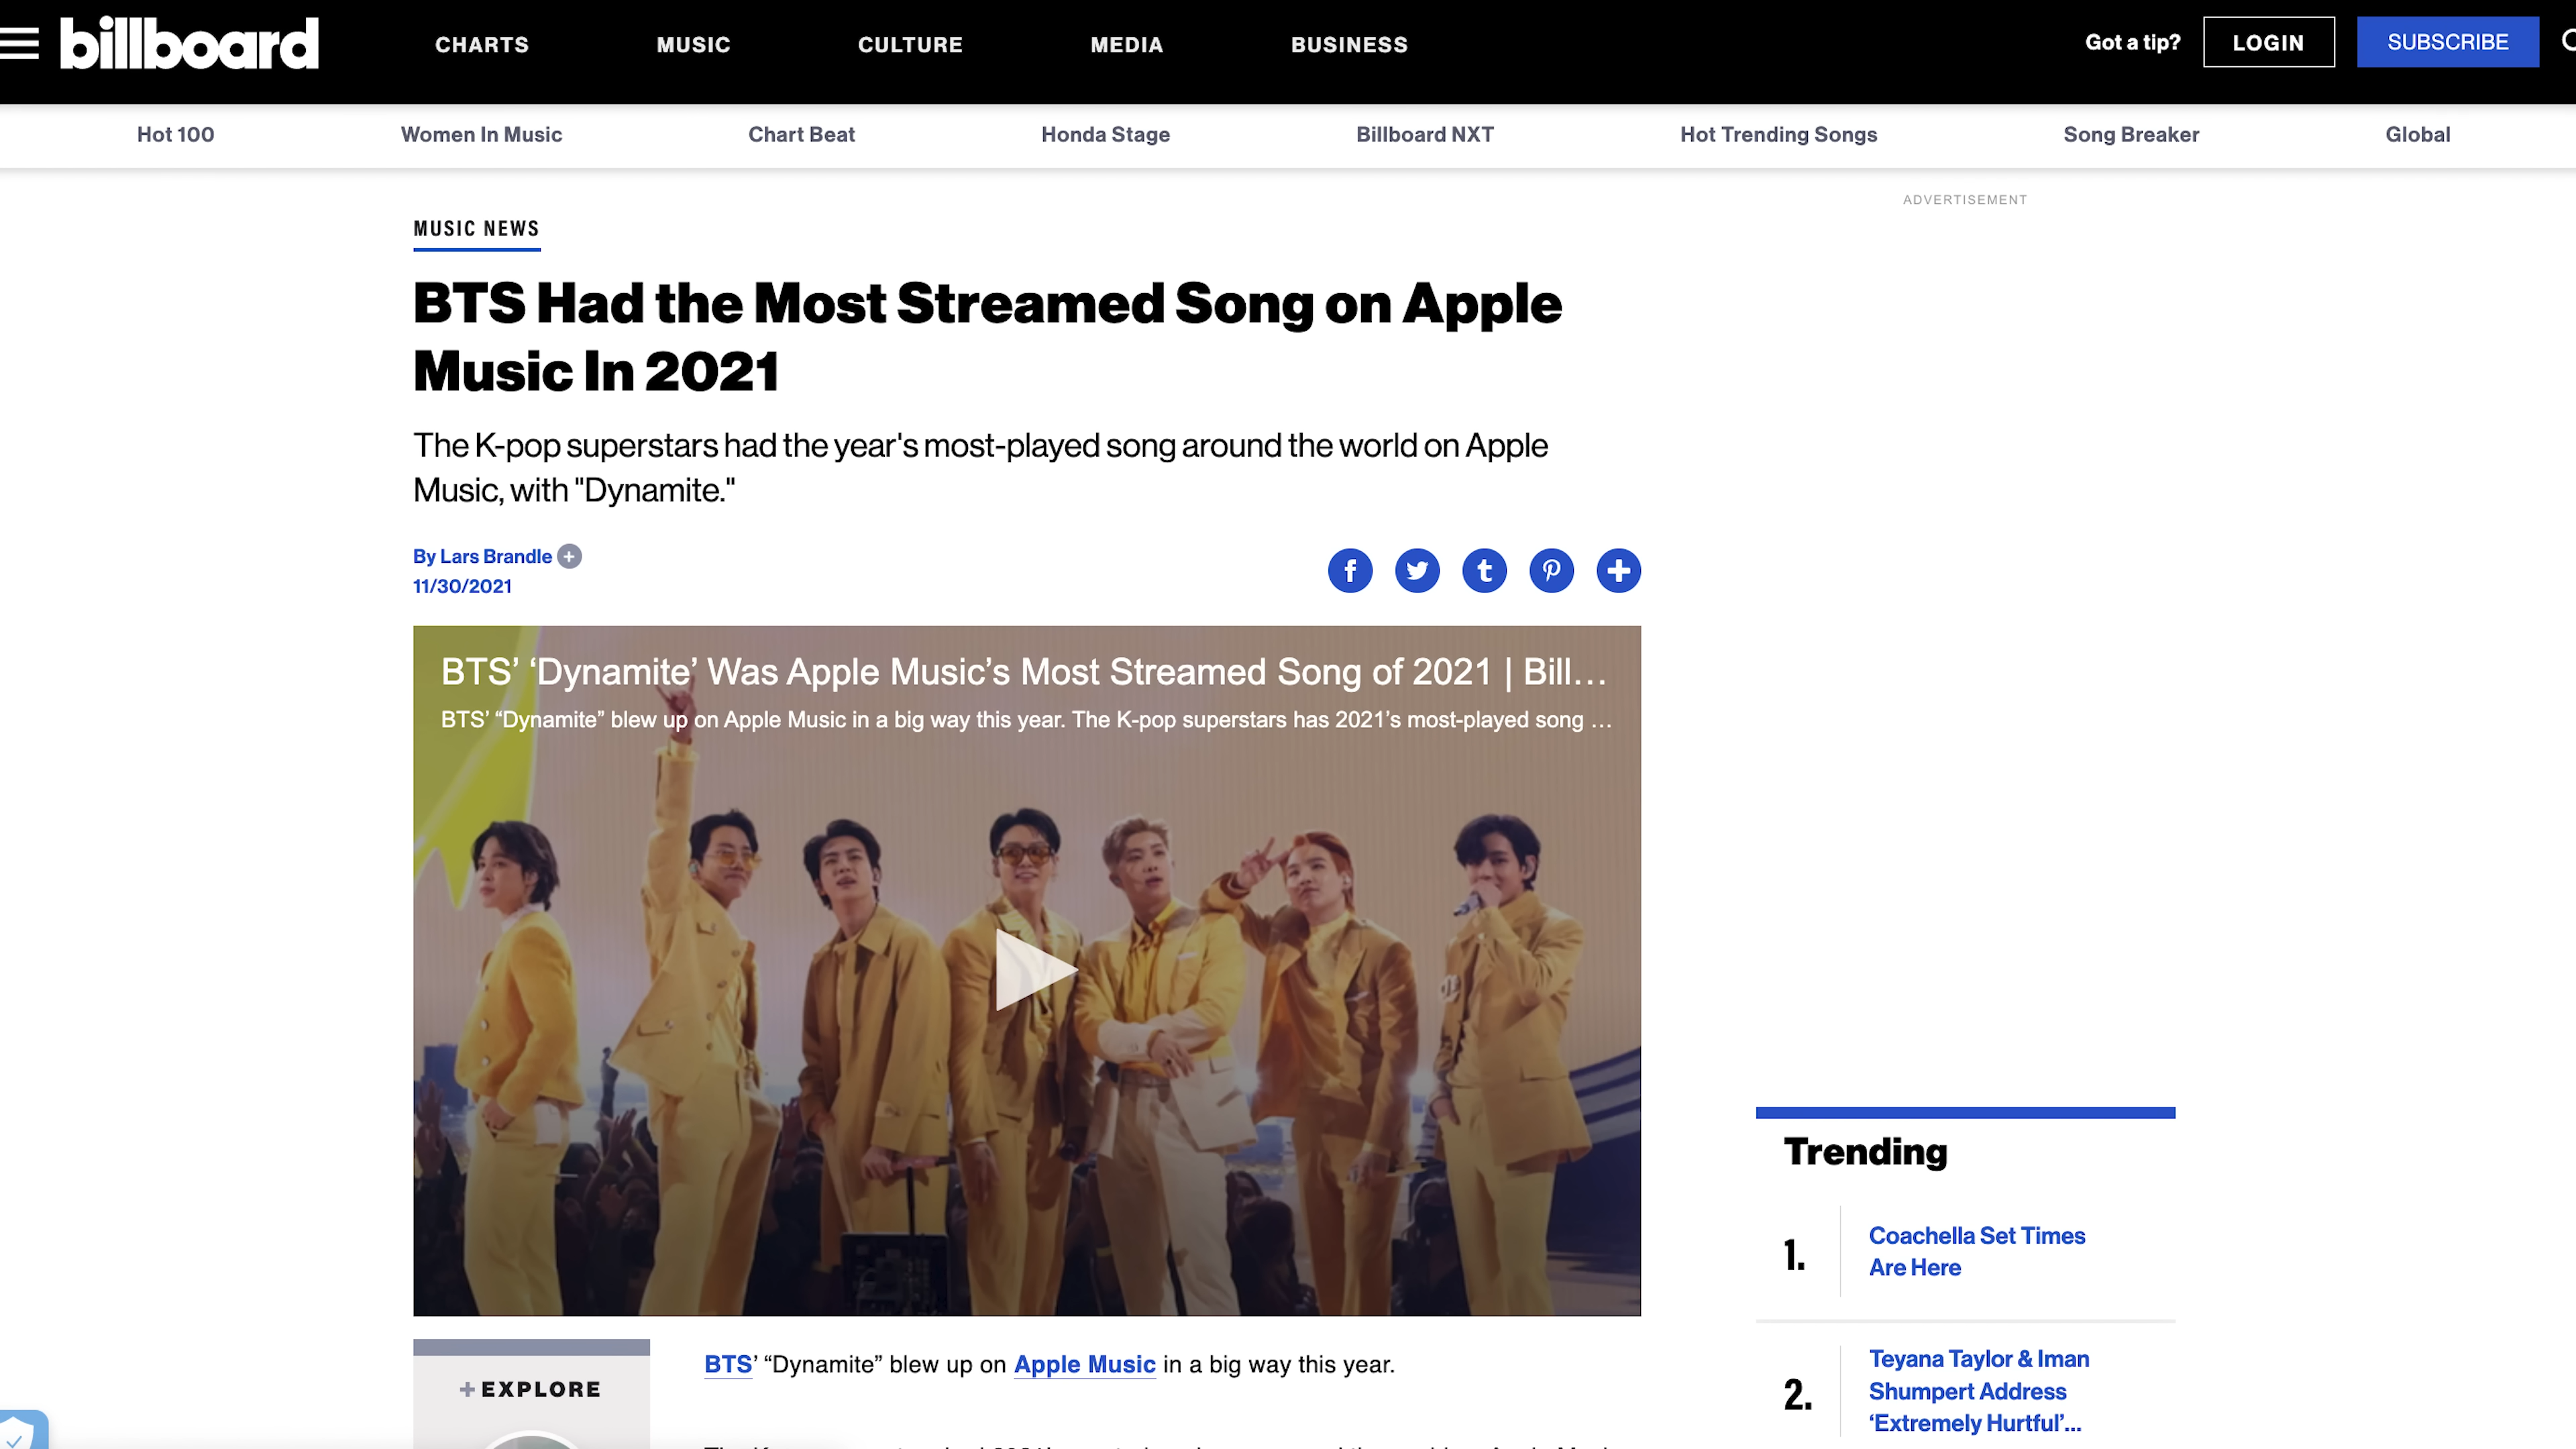 billboard
CHARTS MUSIC CULTURE MEDIA BUSINESS
Got a tip? LOGIN SUBSCRIBE
Hot 100 Women In Music Chart Beat Honda Stage Billboard NXT Hot Trending Songs Song Breaker Global
ADVERTISEMENT
MUSIC NEWS
BTS Had the Most Streamed Song on Apple
Music In 2021
The K-pop superstars had the year's most-played song around the world on Apple
Music, with "Dynamite."
By Lars Brandle
11/30/2021
BTS’ ‘Dynamite’ Was Apple Music’s Most Streamed Song of 2021 | Bill…
BTS’ “Dynamite” blew up on Apple Music in a big way this year. The K-pop superstars has 2021’s most-played song …
+ EXPLORE
BTS’ “Dynamite” blew up on Apple Music in a big way this year.
Trending
1.
Coachella Set Times
Are Here
2.
Teyana Taylor & Iman
Shumpert Address
‘Extremely Hurtful’...